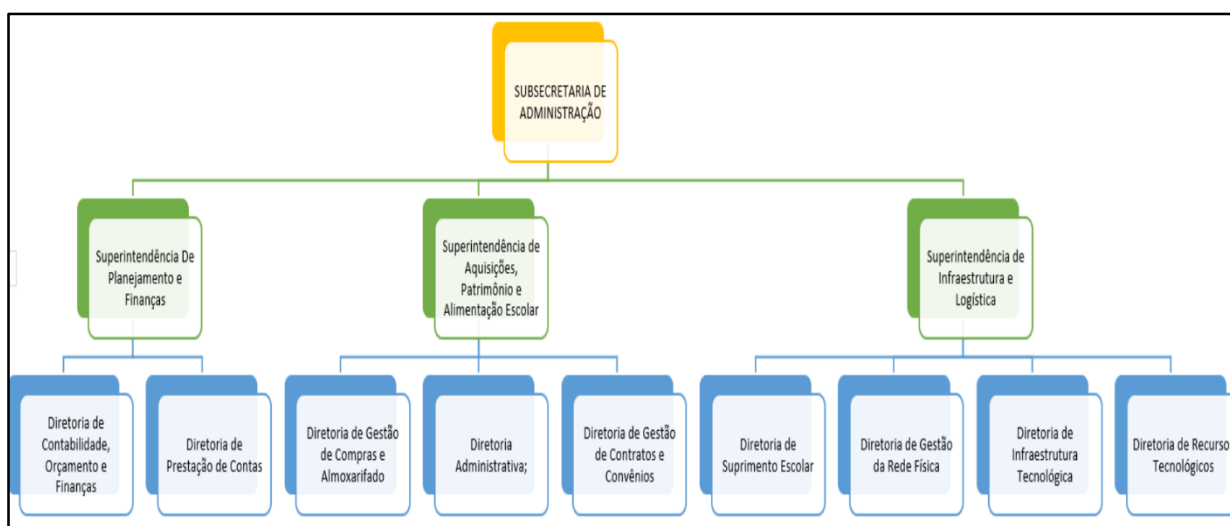 SUBSECRETARIA DE
ADMINISTRAÇÃO
Superintendência De
Planejamento e
Finanças
Superintendência de
Aquisições,
Patrimônio e
Alimentação Escolar
Superintendência de
Infraestrutura e
Logística
Diretoria de
Contabilidade,
Orçamento e
Finanças
Diretoria de
Prestação de Contas
Diretoria de Gestão
de Compras e
Almoxarifado
Diretoria
Administrativa;
Diretoria de Gestão
de Contratos e
Convênios
Diretoria de
Suprimento Escolar
Diretoria de Gestão
da Rede Física
Diretoria de
Infraestrutura
Tecnológica
Diretoria de Recurso
Tecnológicos